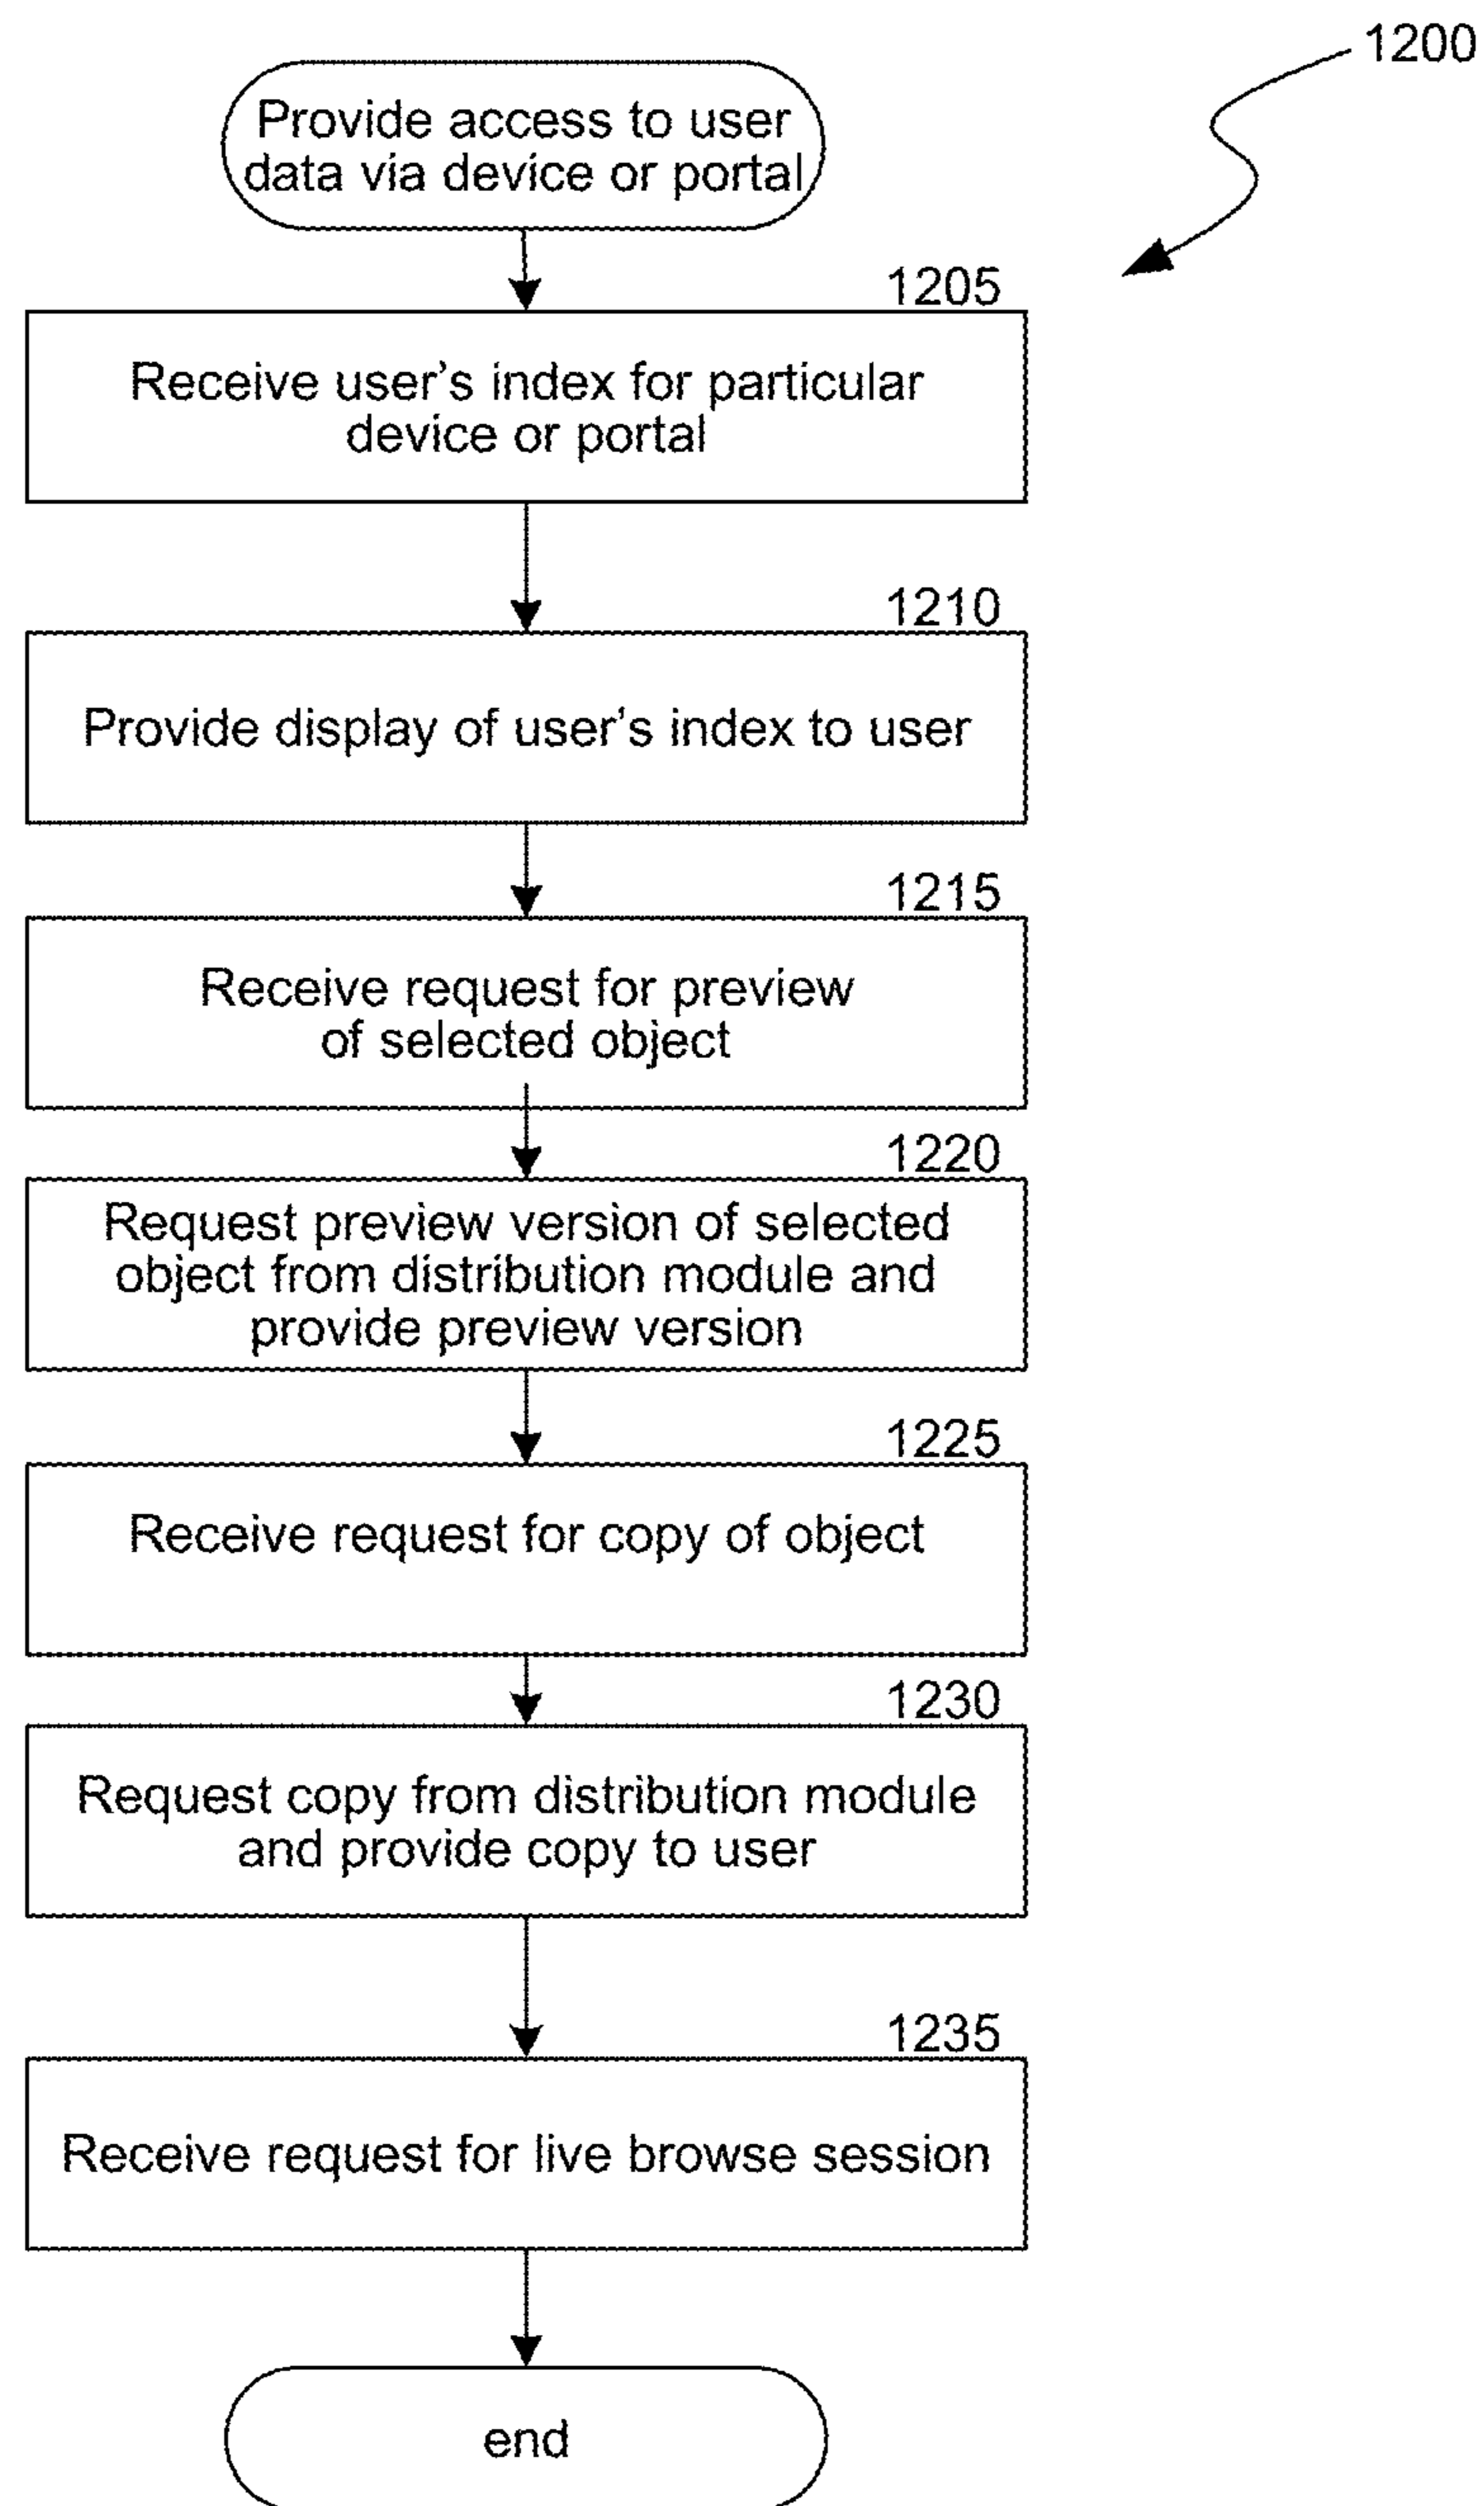 1200
Provide access to user
data via device or portal
1205
Receive user's index for particular
device or portal
1210
Provide display of user's index to user
1215
Receive request for preview
of selected object
1220
Request preview version of selected
object from distribution module and
provide preview version
1225
Receive request for copy of object
1230
Request copy from distribution module
and provide copy to user
1235
Receive request for live browse session
end